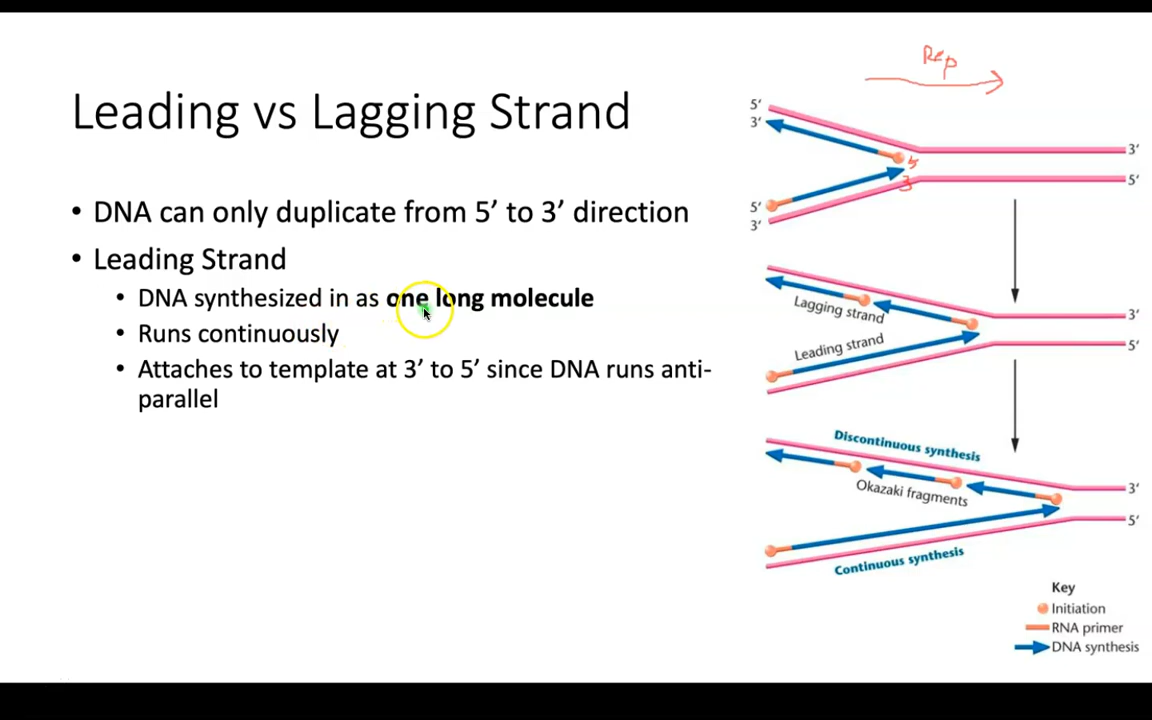 Leading vs Lagging Strand
• DNA can only duplicate from 5′ to 3′ direction
• Leading Strand
• DNA synthesized in as one long molecule
• Runs continuously
• Attaches to template at 3′ to 5′ since DNA runs anti-
parallel
Rep
5′
3′
3′
5
3
5′
5′
3′
Lagging strand
3′
Leading strand
5′
Discontinuous synthesis
Okazaki fragments
3′
5′
Continuous synthesis
Key
Initiation
RNA primer
DNA synthesis